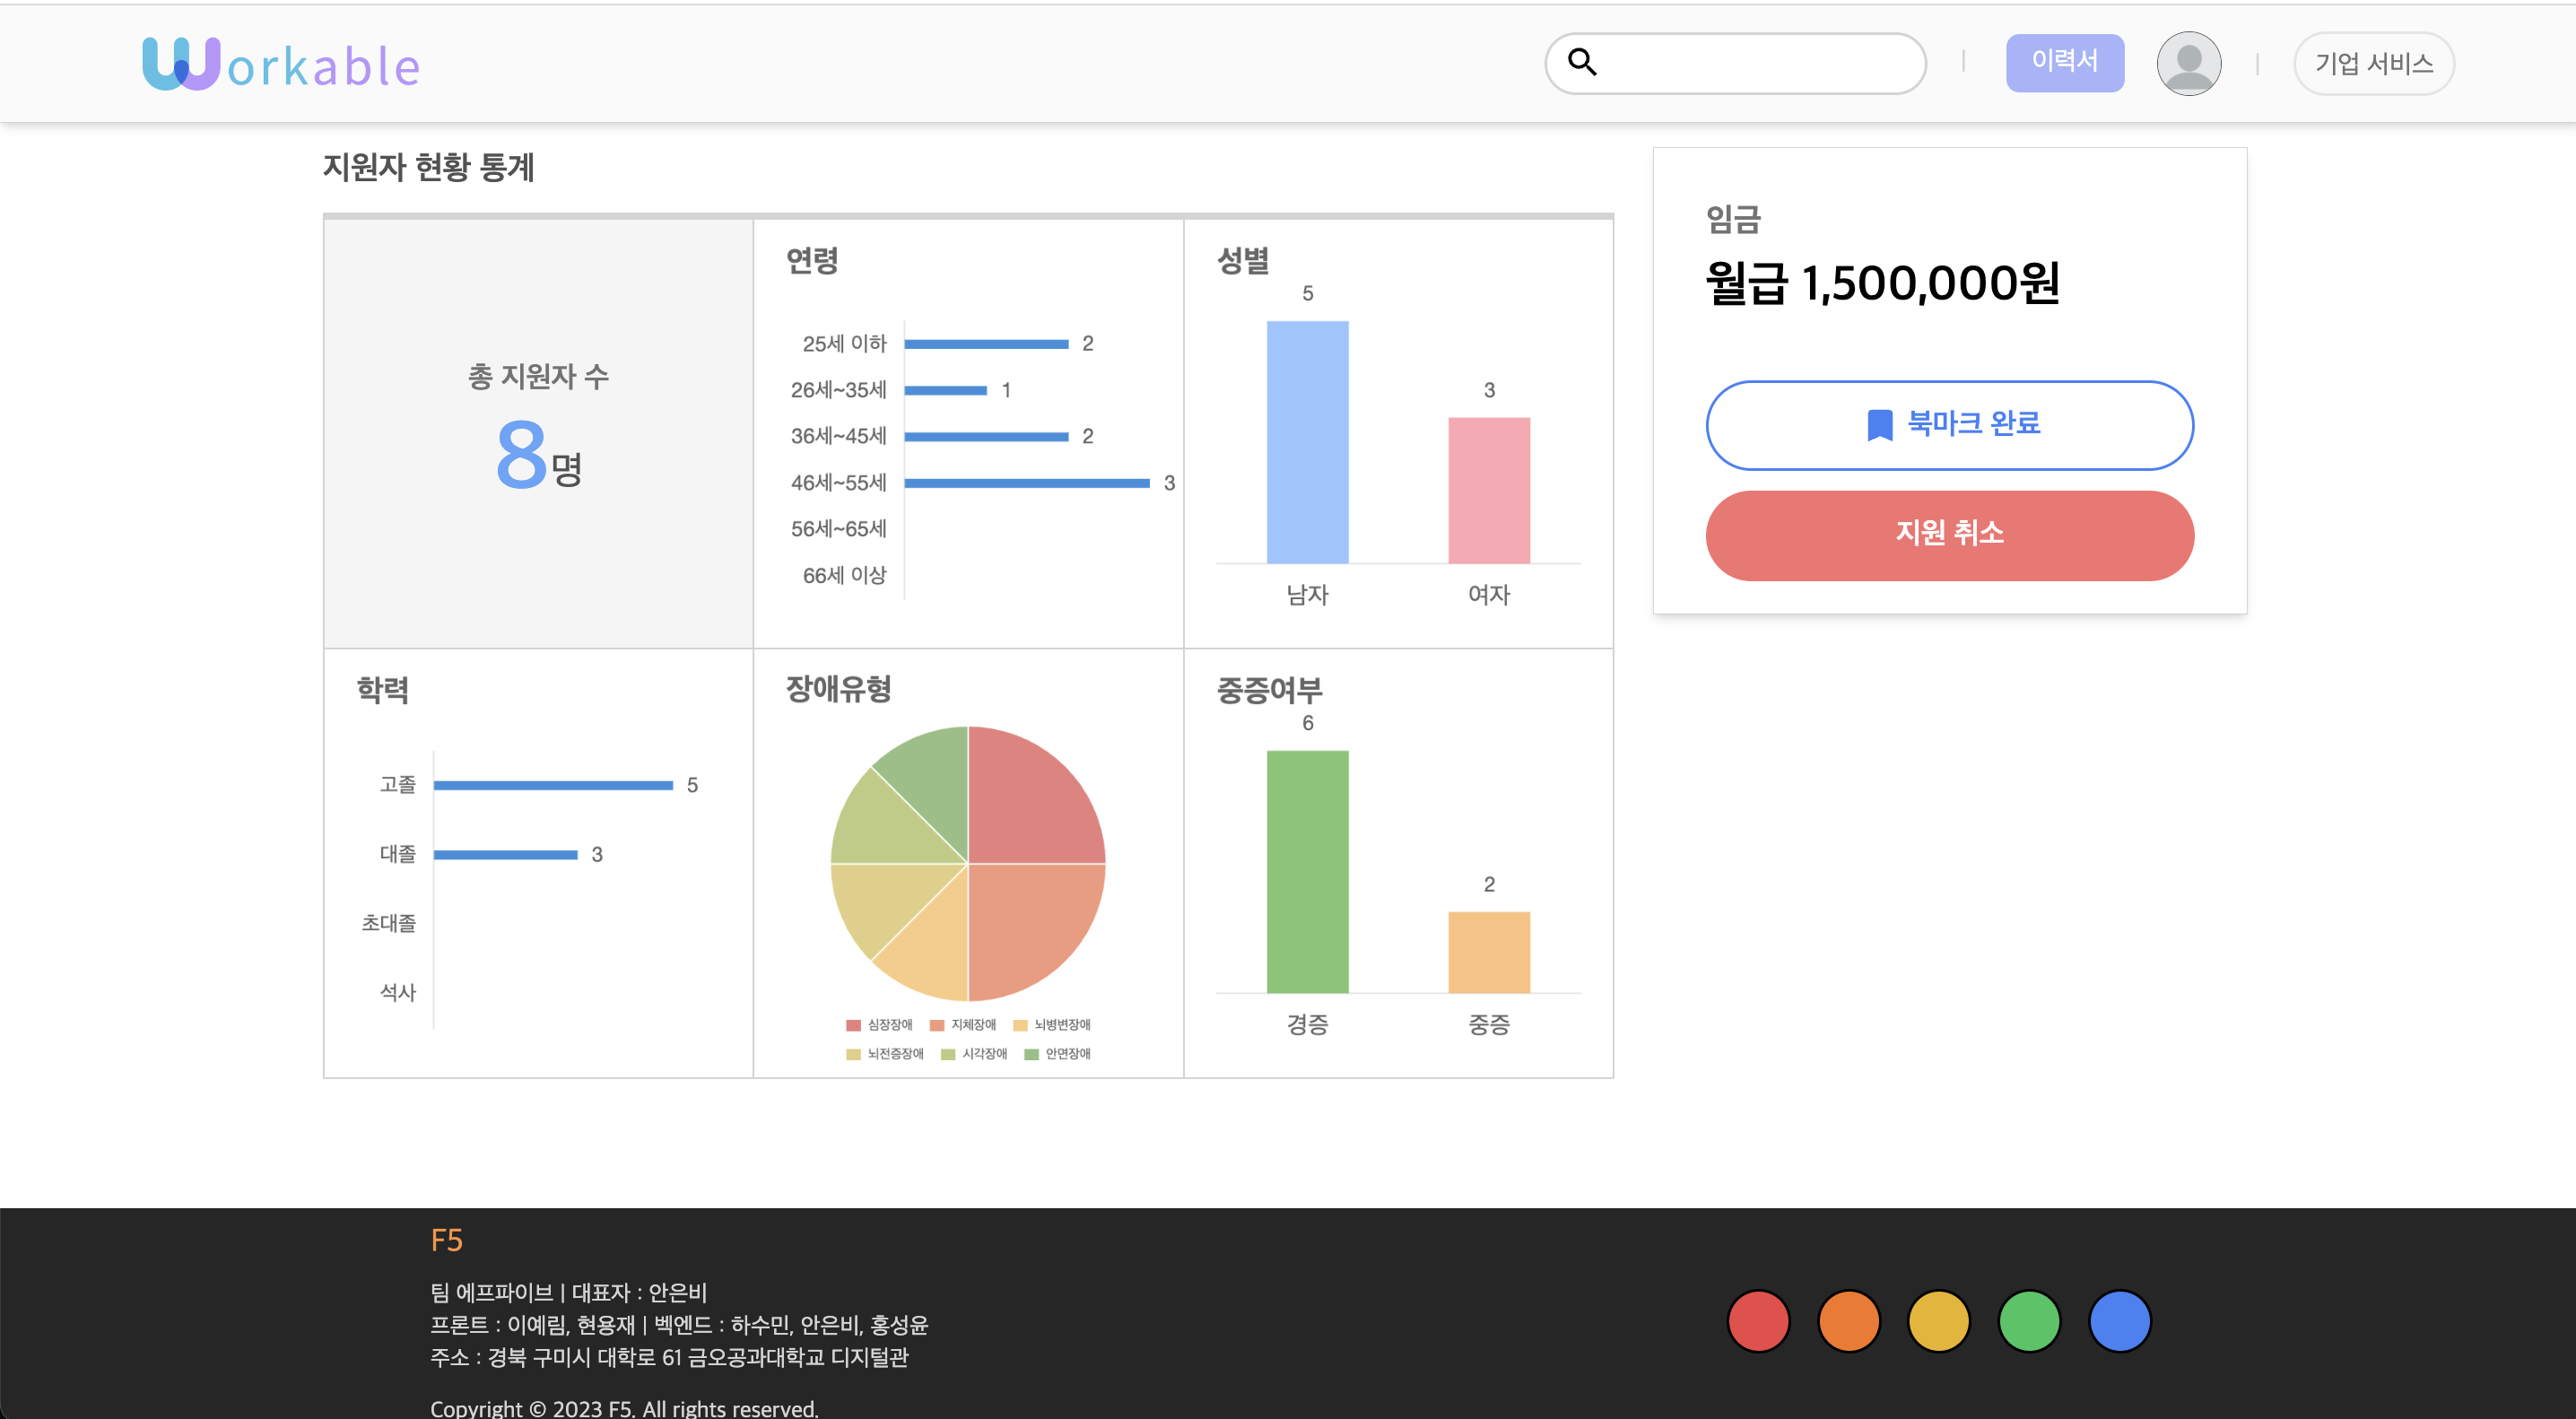 Workable
이력서
기업 서비스
지원자 현황 통계
총 지원자 수
8명
연령
25세 이하 2
26세~35세 1
36세~45세 2
46세~55세 3
56세~65세
66세 이상
성별
5
3
남자 여자
학력
고졸 5
대졸 3
초대졸
석사
장애유형
심장장애 지체장애 뇌병변장애
뇌전증장애 시각장애 안면장애
중증여부
6
2
경증 중증
임금
월급 1,500,000원
북마크 완료
지원 취소
F5
팀 에프파이브 | 대표자 : 안은비
프론트 : 이예림, 현용재 | 벡엔드 : 하수민, 안은비, 홍성윤
주소 : 경북 구미시 대학로 61 금오공과대학교 디지털관
Copyright © 2023 F5. All rights reserved.